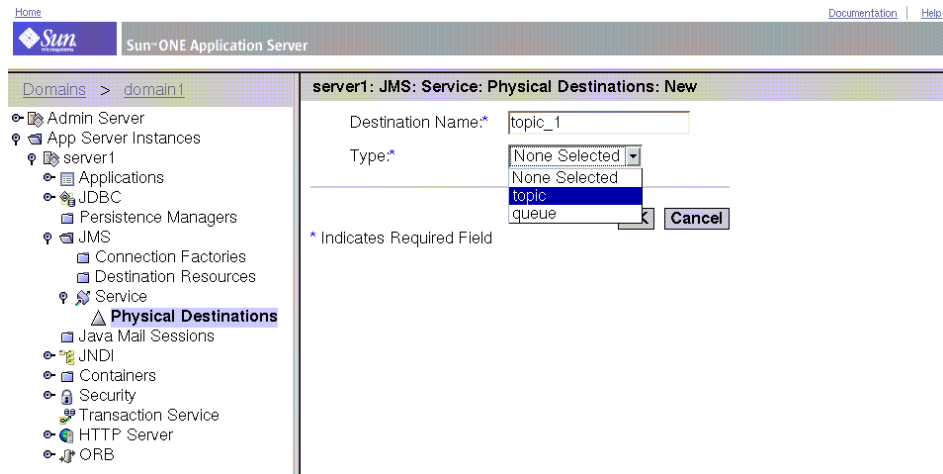 Home
Documentation | Help
Sun
microsystems
Sun™ ONE Application Server
Domains > domain1
server1: JMS: Service: Physical Destinations: New
Admin Server
App Server Instances
server1
Applications
JDBC
Persistence Managers
JMS
Connection Factories
Destination Resources
Service
Physical Destinations
Java Mail Sessions
JNDI
Containers
Security
Transaction Service
HTTP Server
ORB
Destination Name:* topic_1
Type:* None Selected
None Selected
topic
queue
Cancel
* Indicates Required Field